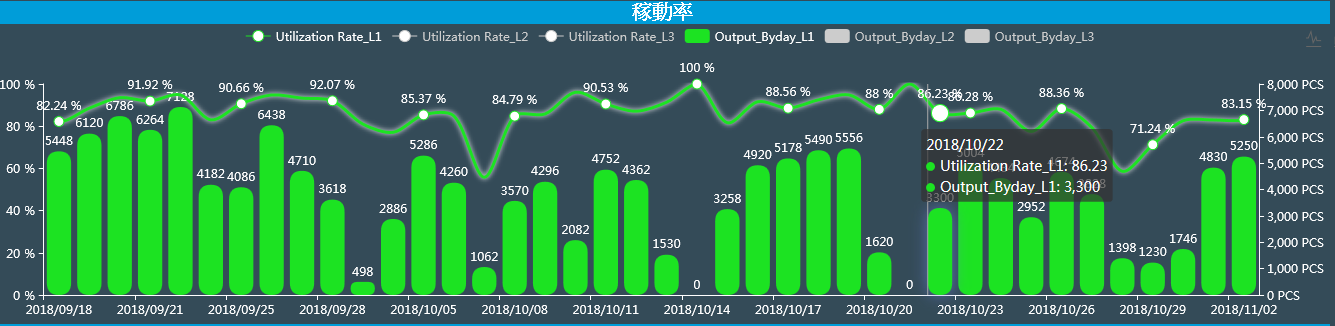 稼動率
Utilization Rate_L1 Utilization Rate_L2 Utilization Rate_L3 Output_Byday_L1 Output_Byday_L2 Output_Byday_L3
100 %
80 %
60 %
40 %
20 %
0 %
8,000 PCS
7,000 PCS
6,000 PCS
5,000 PCS
4,000 PCS
3,000 PCS
2,000 PCS
1,000 PCS
0 PCS
82.24 % 91.92 % 90.66 % 92.07 % 85.37 % 84.79 % 90.53 % 100 % 88.56 % 88 % 86.23 % 86.28 % 88.36 % 71.24 % 83.15 %
5448 6120 6786 6264 7128 4182 4086 6438 4710 3618 498 2886 5286 4260 1062 3570 4296 2082 4752 4362 1530 0 3258 4920 5178 5490 5556 1620 0 3300 2952 1398 1230 1746 4830 5250
2018/10/22
Utilization Rate_L1: 86.23
Output_Byday_L1: 3,300
2018/09/18 2018/09/21 2018/09/25 2018/09/28 2018/10/05 2018/10/08 2018/10/11 2018/10/14 2018/10/17 2018/10/20 2018/10/23 2018/10/26 2018/10/29 2018/11/02